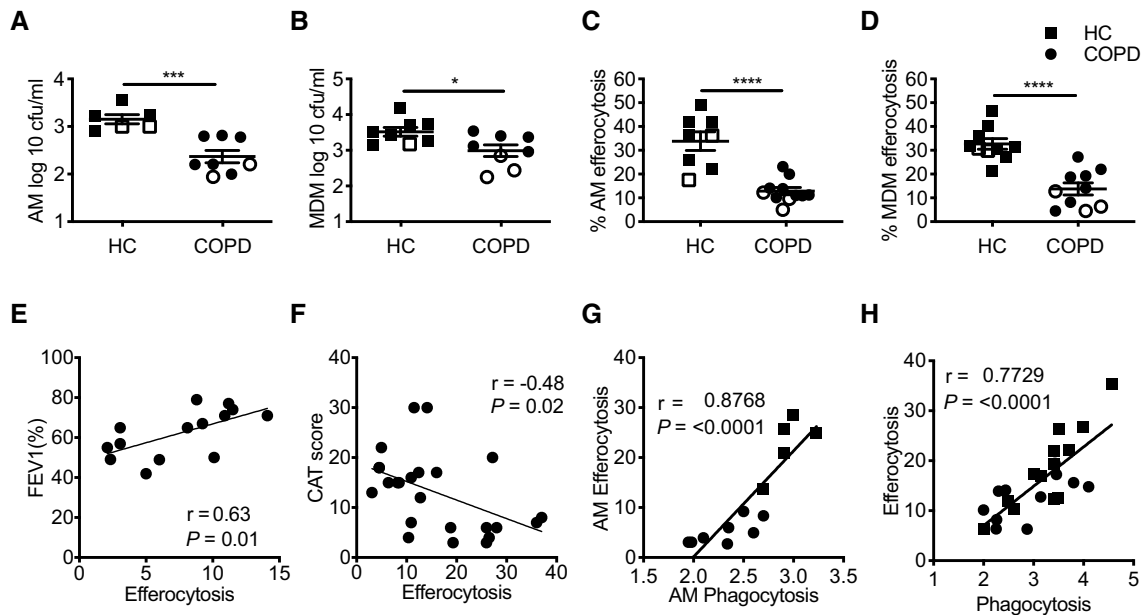 A
B
C
D
■ HC
● COPD
AM log 10 cfu/ml
4
3
2
1
***
HC COPD
MDM log 10 cfu/ml
5
4
3
2
1
*
HC COPD
% AM efferocytosis
60
50
40
30
20
10
0
****
HC COPD
% MDM efferocytosis
60
50
40
30
20
10
0
****
HC COPD
E
F
G
H
FEV1(%)
100
80
60
40
20
0
r = 0.63
P = 0.01
0 5 10 15
Efferocytosis
CAT score
40
30
20
10
0
r = -0.48
P = 0.02
0 10 20 30 40
Efferocytosis
AM Efferocytosis
40
30
20
10
0
r = 0.8768
P = <0.0001
1.5 2.0 2.5 3.0 3.5
AM Phagocytosis
Efferocytosis
40
30
20
10
0
r = 0.7729
P = <0.0001
1 2 3 4 5
Phagocytosis